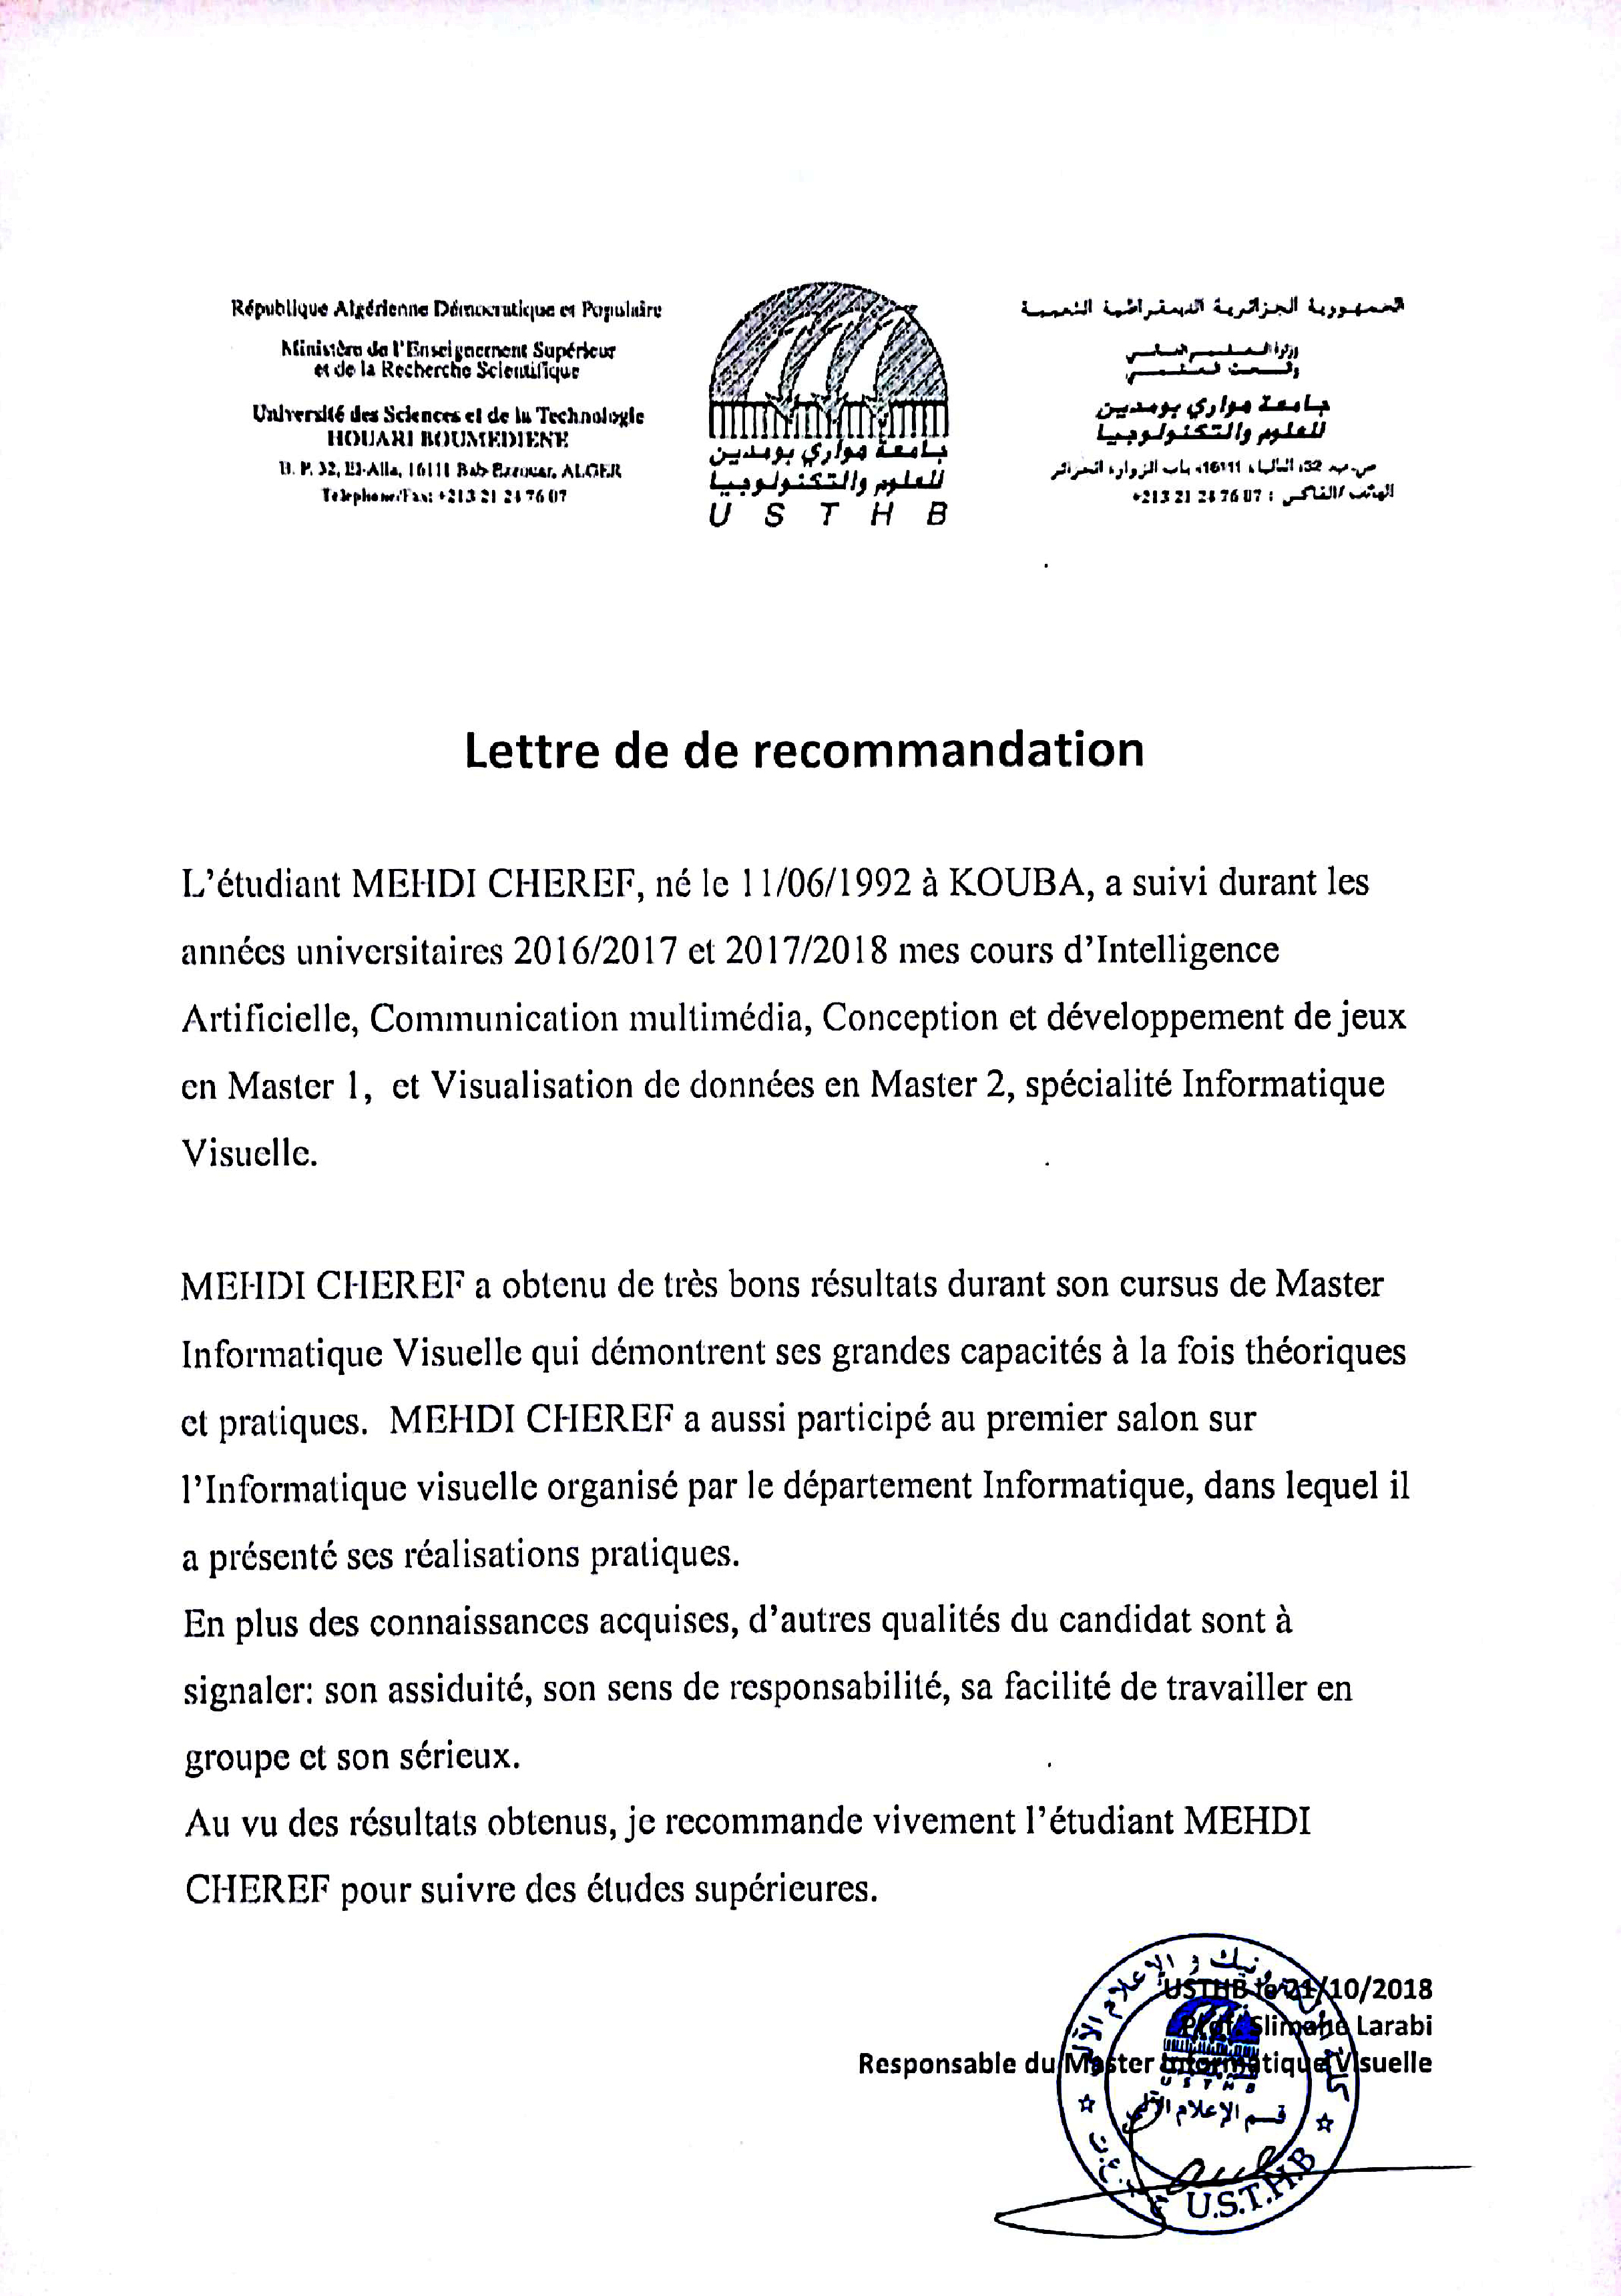 République Algérienne Démocratique et Populaire
Ministère de l'Enseignement Supérieur
et de la Recherche Scientifique
Université des Sciences et de la Technologie
HOUARI BOUMEDIENE
B. P. 32, El-Alia, 16111 Bab Ezzouar, ALGER
Telephone/Fax: +213 21 24 76 07
جامعة هواري بومدين
للعلوم والتكنولوجيا
U S T H B
الجمهورية الجزائرية الديمقراطية الشعبية
وزارة التعليم العالي
والبحث العلمي
جامعة هواري بومدين
للعلوم والتكنولوجيا
ص.ب 32، العالية، 16111، باب الزوار، الجزائر
الهاتف/الفاكس : 07 76 24 21 213+
Lettre de de recommandation
L'étudiant MEHDI CHEREF, né le 11/06/1992 à KOUBA, a suivi durant les
années universitaires 2016/2017 et 2017/2018 mes cours d'Intelligence
Artificielle, Communication multimédia, Conception et développement de jeux
en Master 1, et Visualisation de données en Master 2, spécialité Informatique
Visuelle.
MEHDI CHEREF a obtenu de très bons résultats durant son cursus de Master
Informatique Visuelle qui démontrent ses grandes capacités à la fois théoriques
et pratiques. MEHDI CHEREF a aussi participé au premier salon sur
l'Informatique visuelle organisé par le département Informatique, dans lequel il
a présenté ses réalisations pratiques.
En plus des connaissances acquises, d'autres qualités du candidat sont à
signaler: son assiduité, son sens de responsabilité, sa facilité de travailler en
groupe et son sérieux.
Au vu des résultats obtenus, je recommande vivement l'étudiant MEHDI
CHEREF pour suivre des études supérieures.
USTHB le 21/10/2018
Prof. Slimane Larabi
Responsable du Master Informatique Visuelle
U S T H B
قسم الإعلام الآلي
U.S.T.H.B